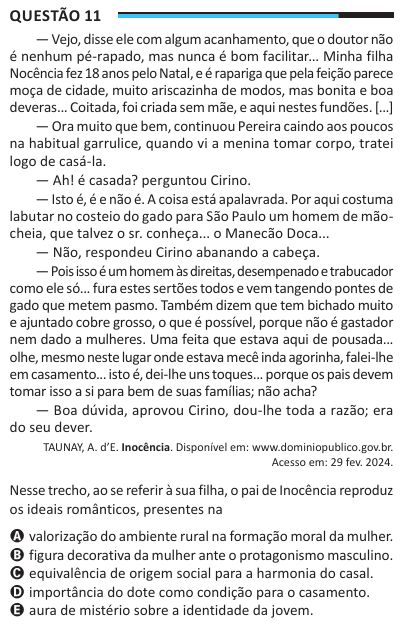 QUESTÃO 11
— Vejo, disse ele com algum acanhamento, que o doutor não
é nenhum pé-rapado, mas nunca é bom facilitar... Minha filha
Nocência fez 18 anos pelo Natal, e é rapariga que pela feição parece
moça de cidade, muito ariscazinha de modos, mas bonita e boa
deveras... Coitada, foi criada sem mãe, e aqui nestes fundões. [...]
— Ora muito que bem, continuou Pereira caindo aos poucos
na habitual garrulice, quando vi a menina tomar corpo, tratei
logo de casá-la.
— Ah! é casada? perguntou Cirino.
— Isto é, é e não é. A coisa está apalavrada. Por aqui costuma
labutar no costeio do gado para São Paulo um homem de mão-
cheia, que talvez o sr. conheça... o Manecão Doca...
— Não, respondeu Cirino abanando a cabeça.
— Pois isso é um homem às direitas, desempenado e trabucador
como ele só... fura estes sertões todos e vem tangendo pontes de
gado que metem pasmo. Também dizem que tem bichado muito
e ajuntado cobre grosso, o que é possível, porque não é gastador
nem dado a mulheres. Uma feita que estava aqui de pousada...
olhe, mesmo neste lugar onde estava mecê inda agorinha, falei-lhe
em casamento... isto é, dei-lhe uns toques... porque os pais devem
tomar isso a si para bem de suas famílias; não acha?
— Boa dúvida, aprovou Cirino, dou-lhe toda a razão; era
do seu dever.
TAUNAY, A. d'E. Inocência. Disponível em: www.dominiopublico.gov.br.
Acesso em: 29 fev. 2024.
Nesse trecho, ao se referir à sua filha, o pai de Inocência reproduz
os ideais românticos, presentes na
A valorização do ambiente rural na formação moral da mulher.
B figura decorativa da mulher ante o protagonismo masculino.
C equivalência de origem social para a harmonia do casal.
D importância do dote como condição para o casamento.
E aura de mistério sobre a identidade da jovem.